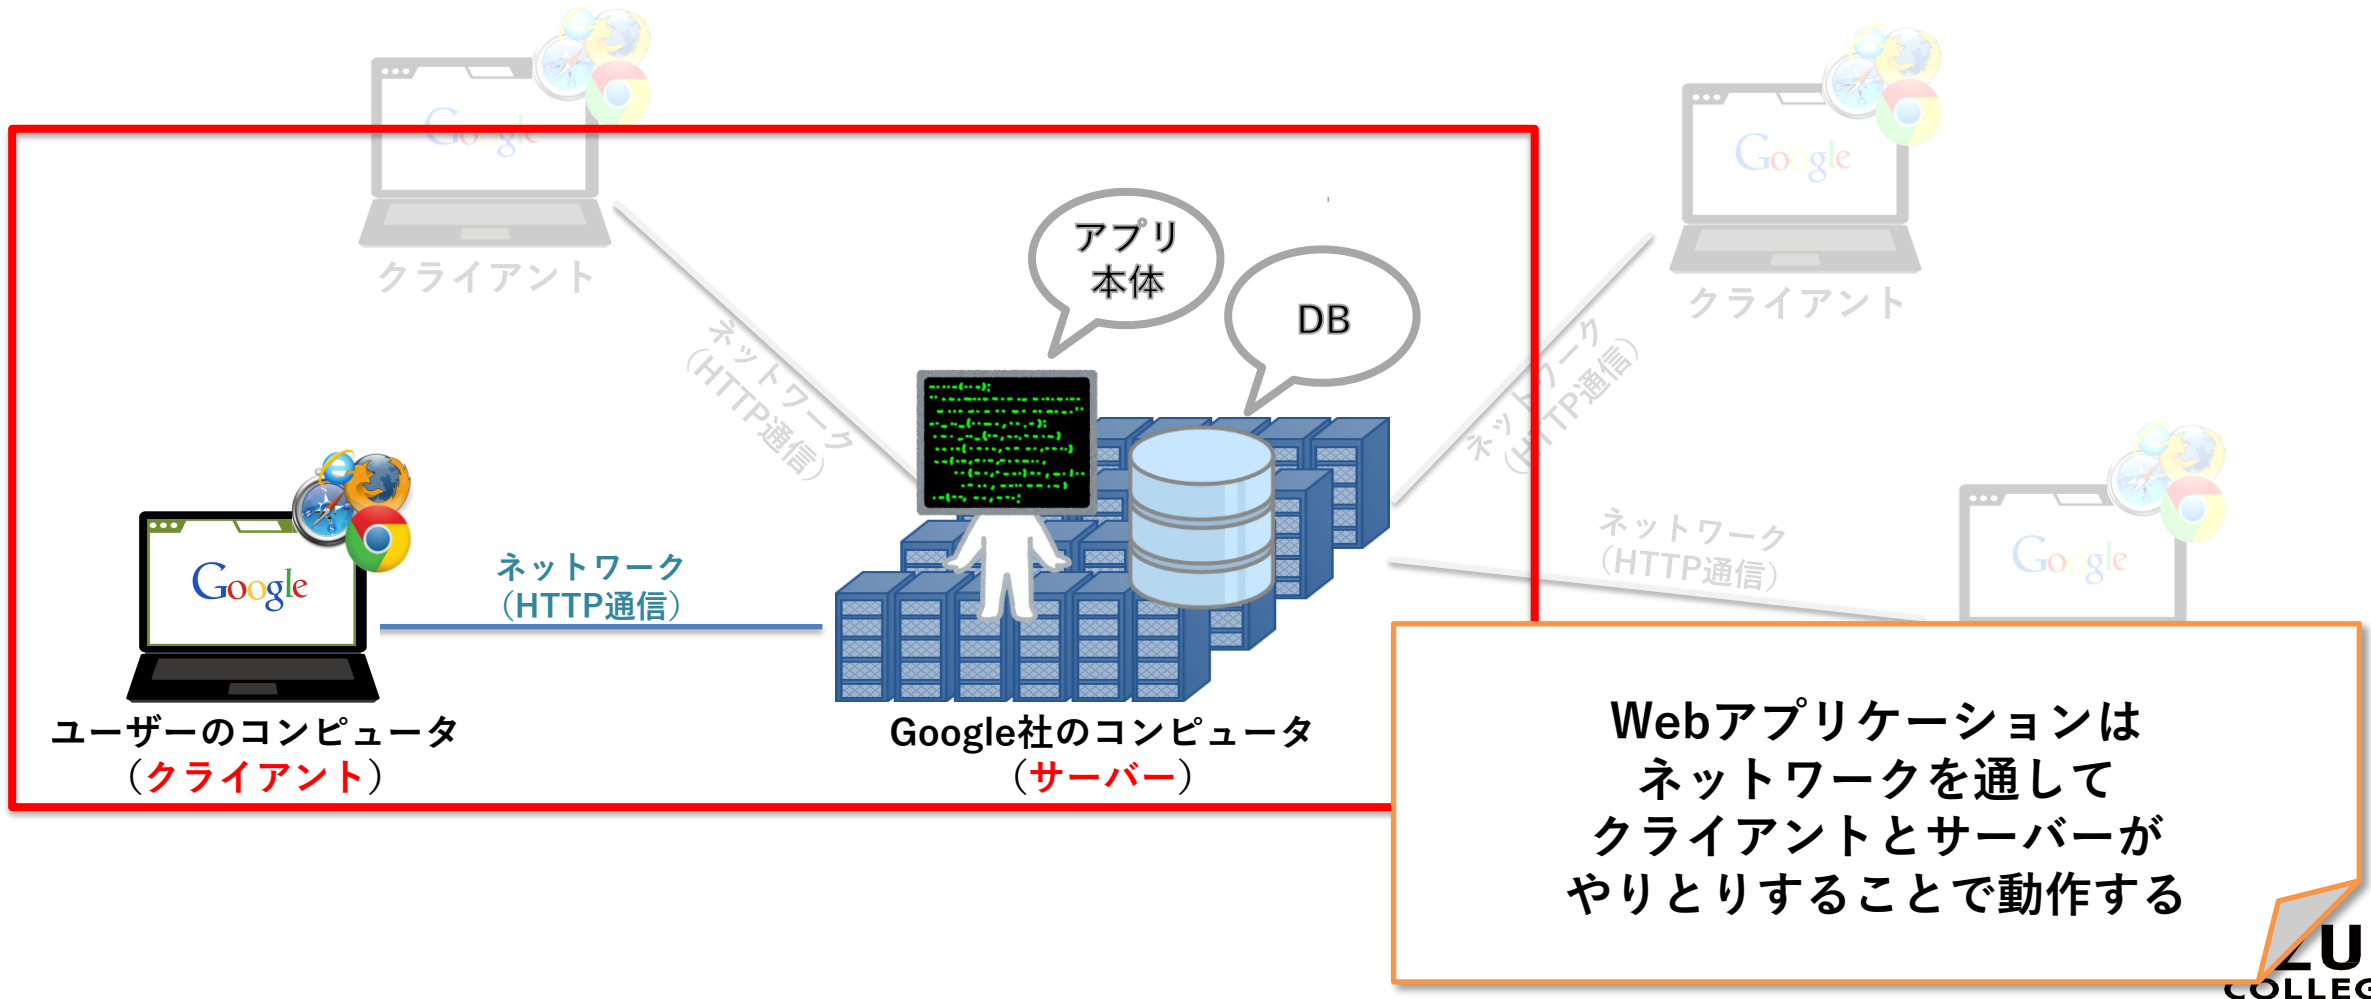 Google
クライアント
ネットワーク
（HTTP通信）
Google
クライアント
ネットワーク
（HTTP通信）
アプリ
本体
DB
Google
ネットワーク
（HTTP通信）
ネットワーク
（HTTP通信）
Google
ユーザーのコンピュータ
（クライアント）
Google社のコンピュータ
（サーバー）
Webアプリケーションは
ネットワークを通して
クライアントとサーバーが
やりとりすることで動作する